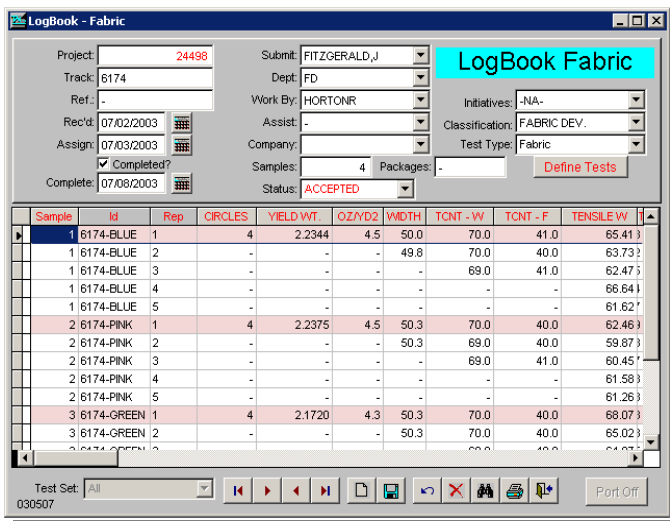 LogBook - Fabric
Project: 24498 Submit: FITZGERALD,J LogBook Fabric
Track: 6174 Dept: FD
Ref.: - Work By: HORTONR Initiatives: -NA-
Rec'd: 07/02/2003 Assist: - Classification: FABRIC DEV.
Assign: 07/03/2003 Company: Test Type: Fabric
Completed? Samples: 4 Packages: - Define Tests
Complete: 07/08/2003 Status: ACCEPTED
Sample Id Rep CIRCLES YIELD WT. OZ/YD2 WIDTH TCNT - W TCNT - F TENSILE W
1 6174-BLUE 1 4 2.2344 4.5 50.0 70.0 41.0 65.41
1 6174-BLUE 2 - - - 49.8 70.0 40.0 63.73
1 6174-BLUE 3 - - - - 69.0 41.0 62.47
1 6174-BLUE 4 - - - - - - 66.64
1 6174-BLUE 5 - - - - - - 61.62
2 6174-PINK 1 4 2.2375 4.5 50.3 70.0 40.0 62.46
2 6174-PINK 2 - - - 50.3 69.0 40.0 59.87
2 6174-PINK 3 - - - - 69.0 41.0 60.45
2 6174-PINK 4 - - - - - - 61.58
2 6174-PINK 5 - - - - - - 61.26
3 6174-GREEN 1 4 2.1720 4.3 50.3 70.0 40.0 68.07
3 6174-GREEN 2 - - - 50.3 70.0 40.0 65.02
Test Set: All Port Off
030507